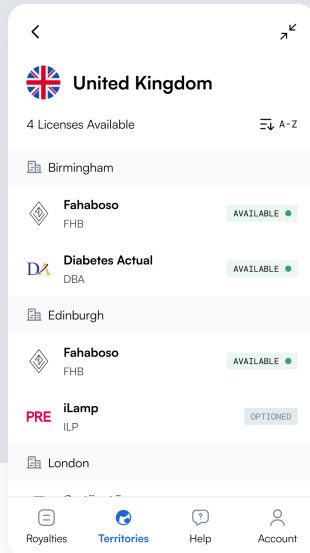 United Kingdom
4 Licenses Available A-Z
Birmingham
Fahaboso
FHB
AVAILABLE
DA
Diabetes Actual
DBA
AVAILABLE
Edinburgh
Fahaboso
FHB
AVAILABLE
PRE
iLamp
ILP
OPTIONED
London
Royalties Territories Help Account